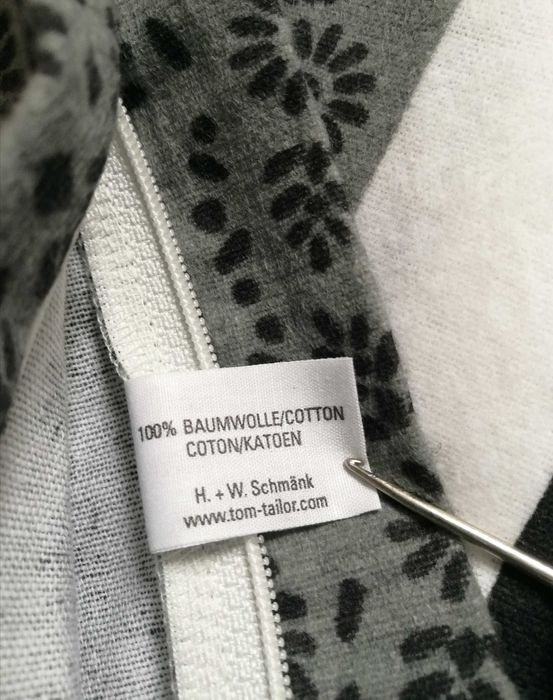 100% BAUMWOLLE/COTTON
COTON/KATOEN
H. + W. Schmänk
www.tom-tailor.com